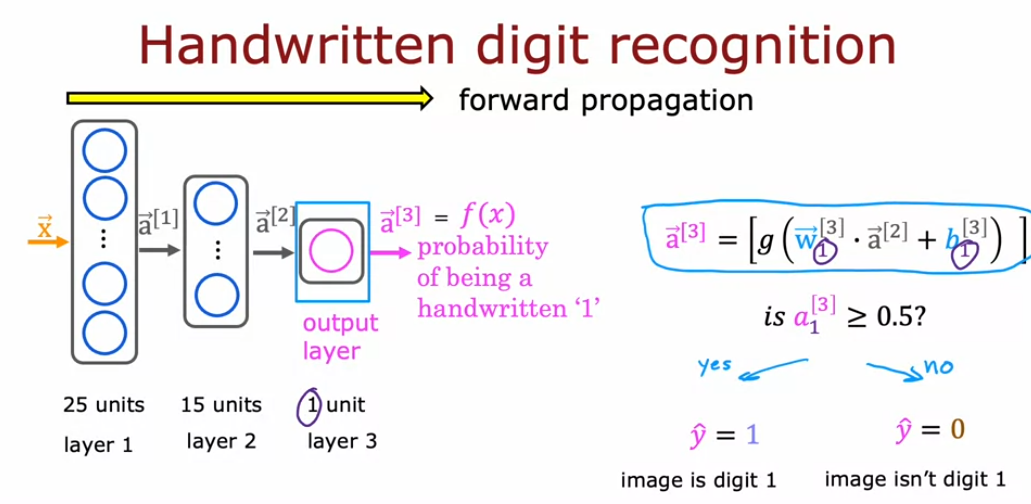 Handwritten digit recognition
forward propagation
x⃗
a⃗[1]
a⃗[2]
a⃗[3] = f(x)
probability
of being a
handwritten ‘1’
output
layer
25 units
layer 1
15 units
layer 2
1 unit
layer 3
a⃗[3] = [g(w⃗1[3] · a⃗[2] + b1[3])]
is a1[3] ≥ 0.5?
yes
no
ŷ = 1
ŷ = 0
image is digit 1
image isn’t digit 1